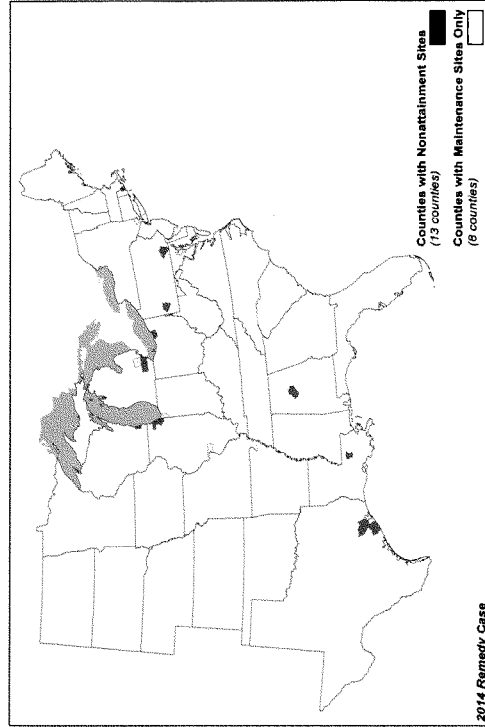 Counties with Nonattainment Sites
(13 counties)
Counties with Maintenance Sites Only
(8 counties)
2014 Remedy Case